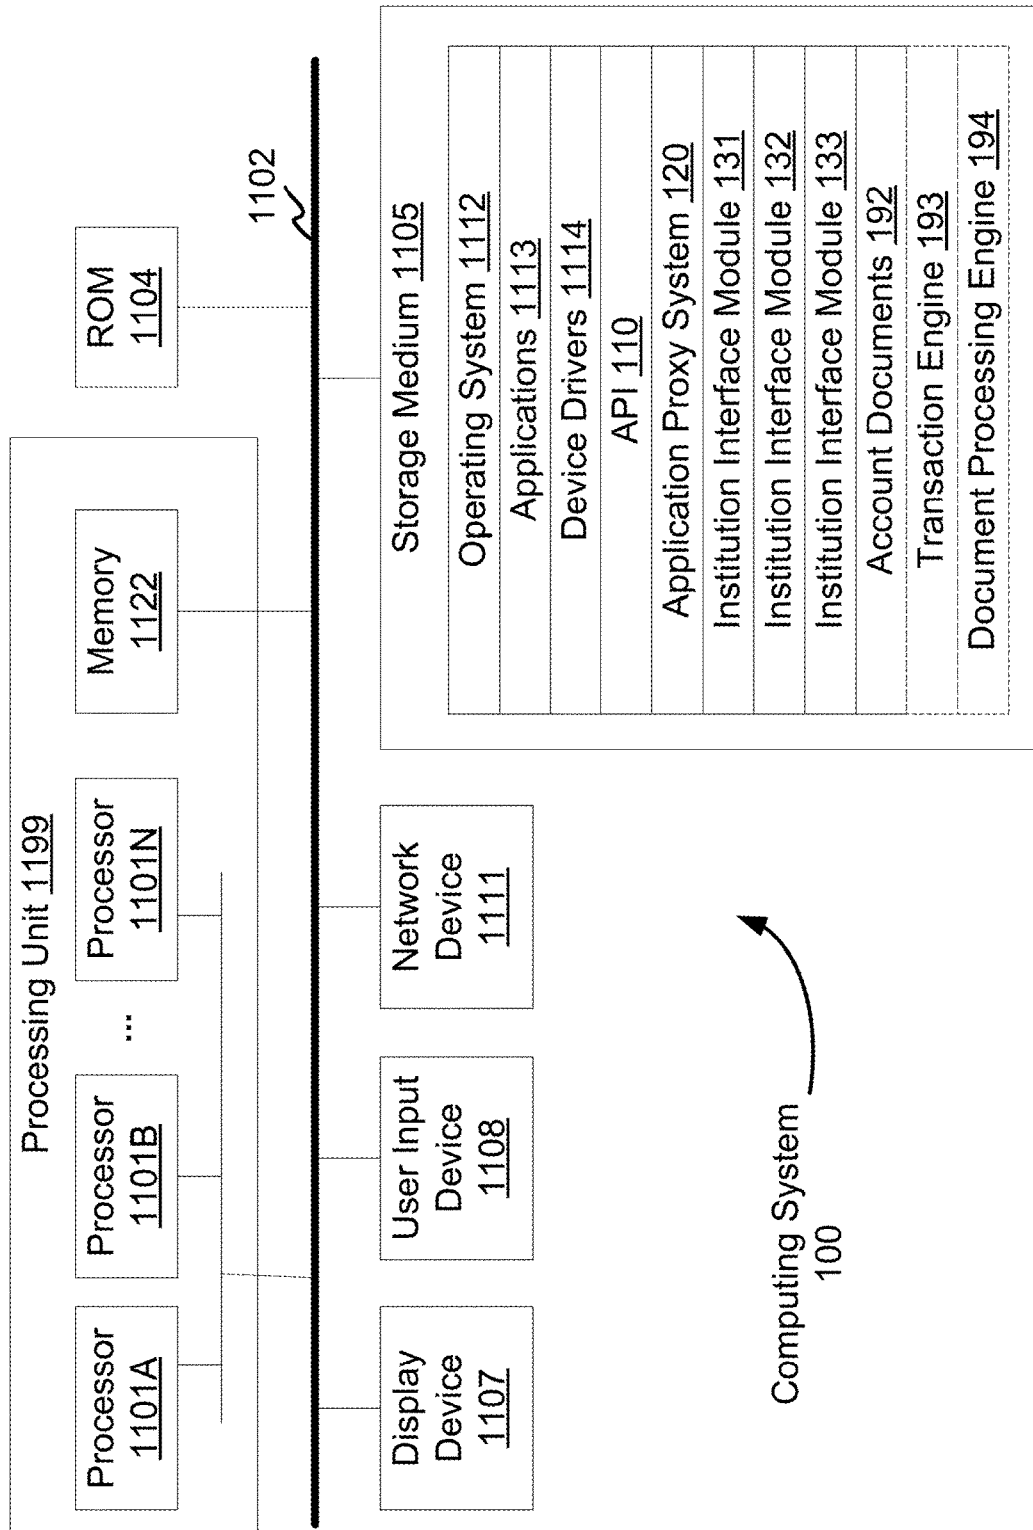 Processing Unit 1199
Processor
1101A
Processor
1101B
...
Processor
1101N
Memory
1122
ROM
1104
1102
Display
Device
1107
User Input
Device
1108
Network
Device
1111
Storage Medium 1105
Operating System 1112
Applications 1113
Device Drivers 1114
API 110
Application Proxy System 120
Institution Interface Module 131
Institution Interface Module 132
Institution Interface Module 133
Account Documents 192
Transaction Engine 193
Document Processing Engine 194
Computing System
100